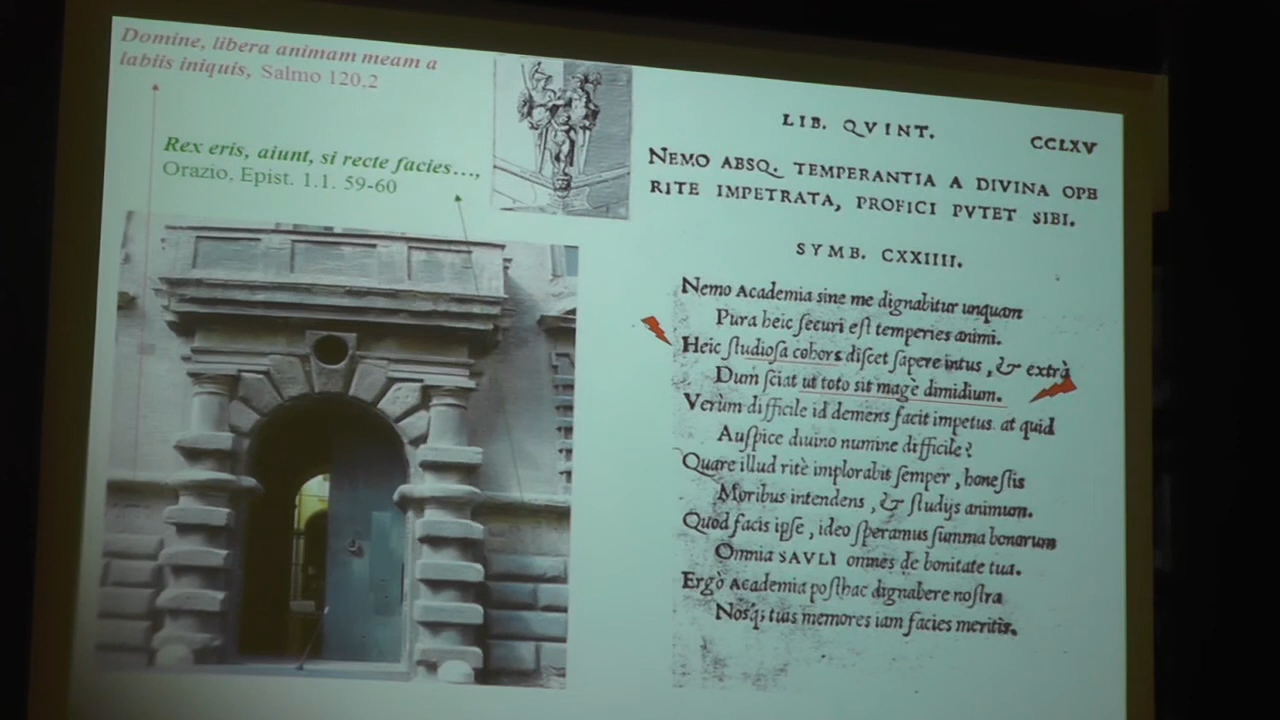 Domine, libera animam meam a
labiis iniquis, Salmo 120,2
Rex eris, aiunt, si recte facies...,
Orazio, Epist. 1.1. 59-60
LIB. QVINT. CCLXV
NEMO ABSQ. TEMPERANTIA A DIVINA OPE
RITE IMPETRATA, PROFICI PVTET SIBI.
SYMB. CXXIIII.
Nemo Academia sine me dignabitur unquam
Pura heic ſecuri eſt temperies animi.
Heic ſtudioſa cohors diſcet ſapere intus, & extrà
Dum ſciat ut toto sit magè dimidium.
Verùm difficile id demens facit impetus. at quid
Auſpice diuino numine difficile?
Quare illud ritè implorabit ſemper, honeſtis
Moribus intendens, & ſtudijs animum.
Quod facis ipſe, ideo ſperamus ſumma bonorum
Omnia SAVLI omnes de bonitate tua.
Ergò Academia poſthac dignabere noſtra
Nosq; tuis memores iam facies meritis.